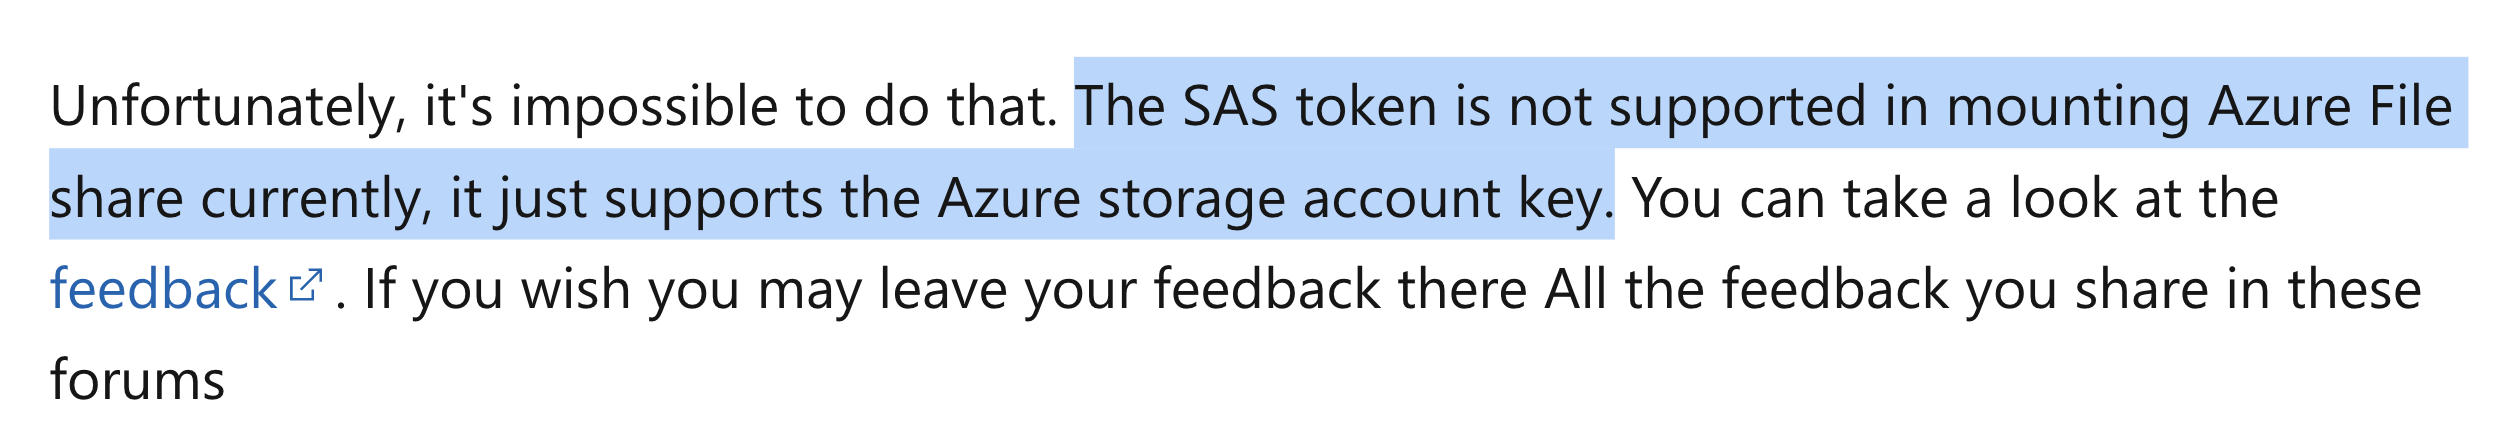 Unfortunately, it's impossible to do that. The SAS token is not supported in mounting Azure File
share currently, it just supports the Azure storage account key. You can take a look at the
feedback. If you wish you may leave your feedback there All the feedback you share in these
forums